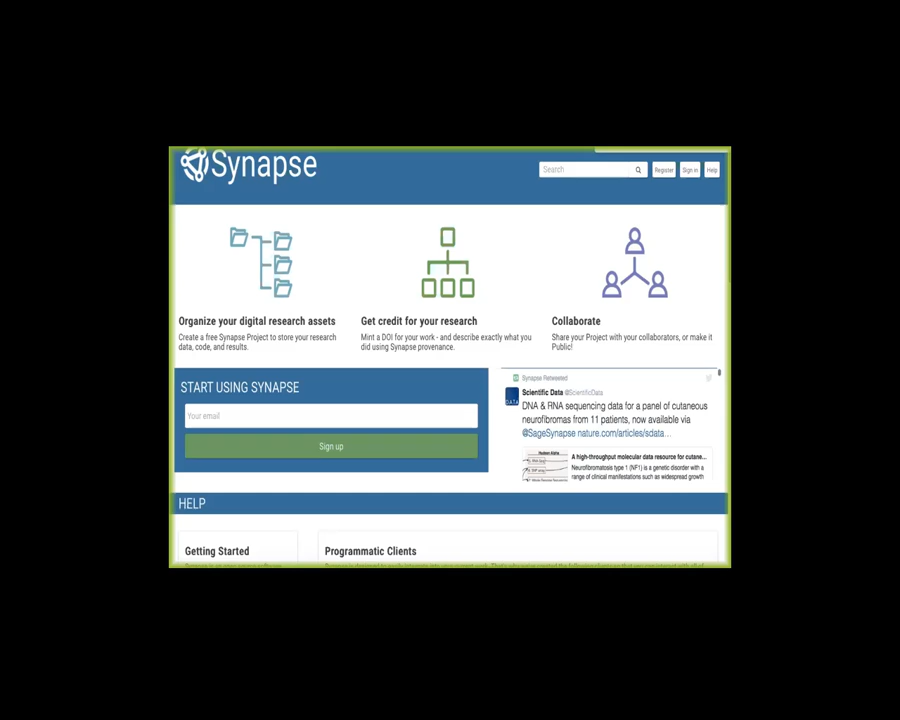 Synapse
Search
Register
Sign in
Help
Organize your digital research assets
Create a free Synapse Project to store your research
data, code, and results.
Get credit for your research
Mint a DOI for your work - and describe exactly what you
did using Synapse provenance.
Collaborate
Share your Project with your collaborators, or make it
Public!
START USING SYNAPSE
Your email
Sign up
Synapse Retweeted
DATA
Scientific Data @ScientificData
DNA & RNA sequencing data for a panel of cutaneous
neurofibromas from 11 patients, now available via
@SageSynapse nature.com/articles/sdata…
A high-throughput molecular data resource for cutane...
Neurofibromatosis type 1 (NF1) is a genetic disorder with a
range of clinical manifestations such as widespread growth
HELP
Getting Started
Programmatic Clients